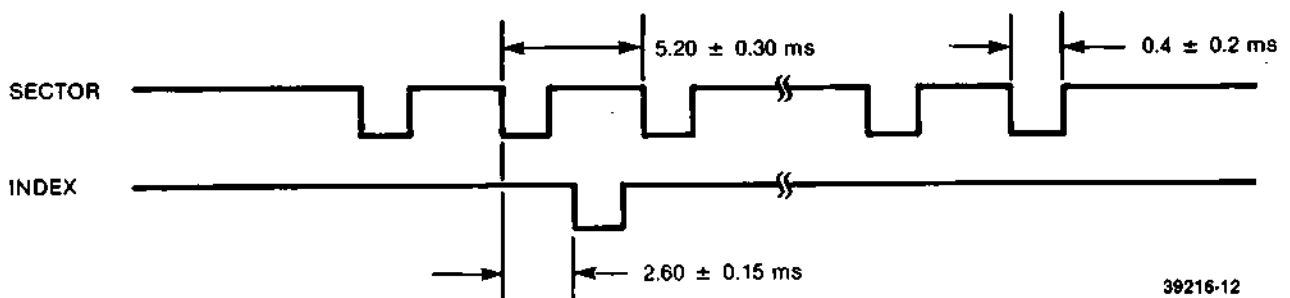 5.20 ± 0.30 ms
0.4 ± 0.2 ms
SECTOR
INDEX
2.60 ± 0.15 ms
39216-12